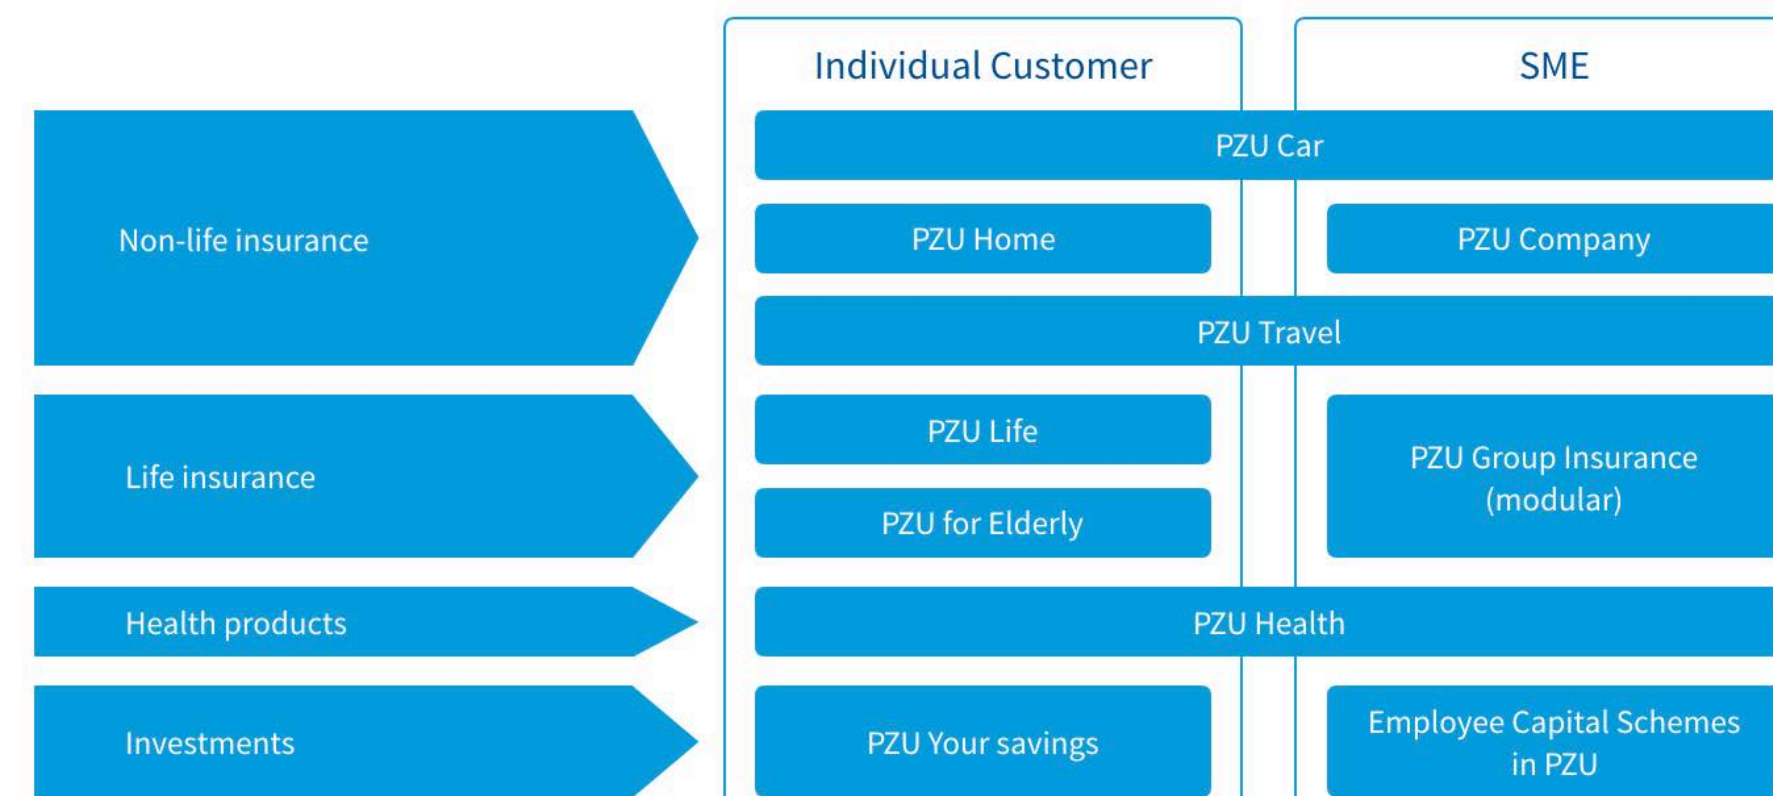 Individual Customer
SME
Non-life insurance
PZU Car
PZU Home
PZU Company
PZU Travel
Life insurance
PZU Life
PZU for Elderly
PZU Group Insurance
(modular)
Health products
PZU Health
Investments
PZU Your savings
Employee Capital Schemes
in PZU